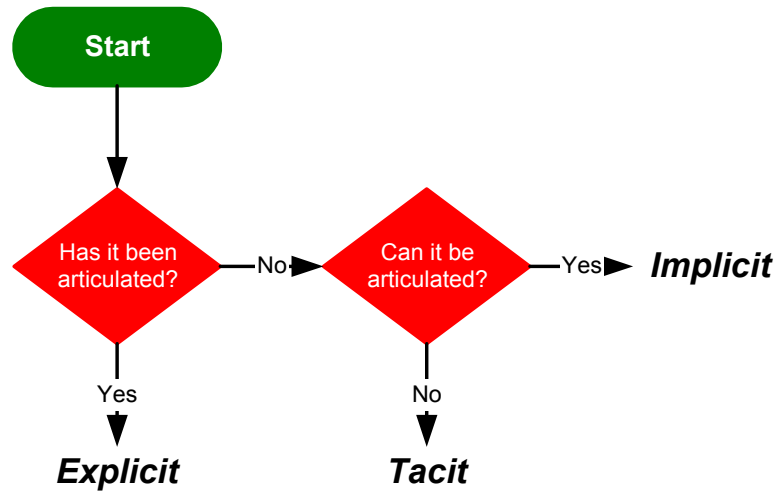 Start
Has it been
articulated?
No
Can it be
articulated?
Yes
Implicit
Yes
No
Explicit
Tacit